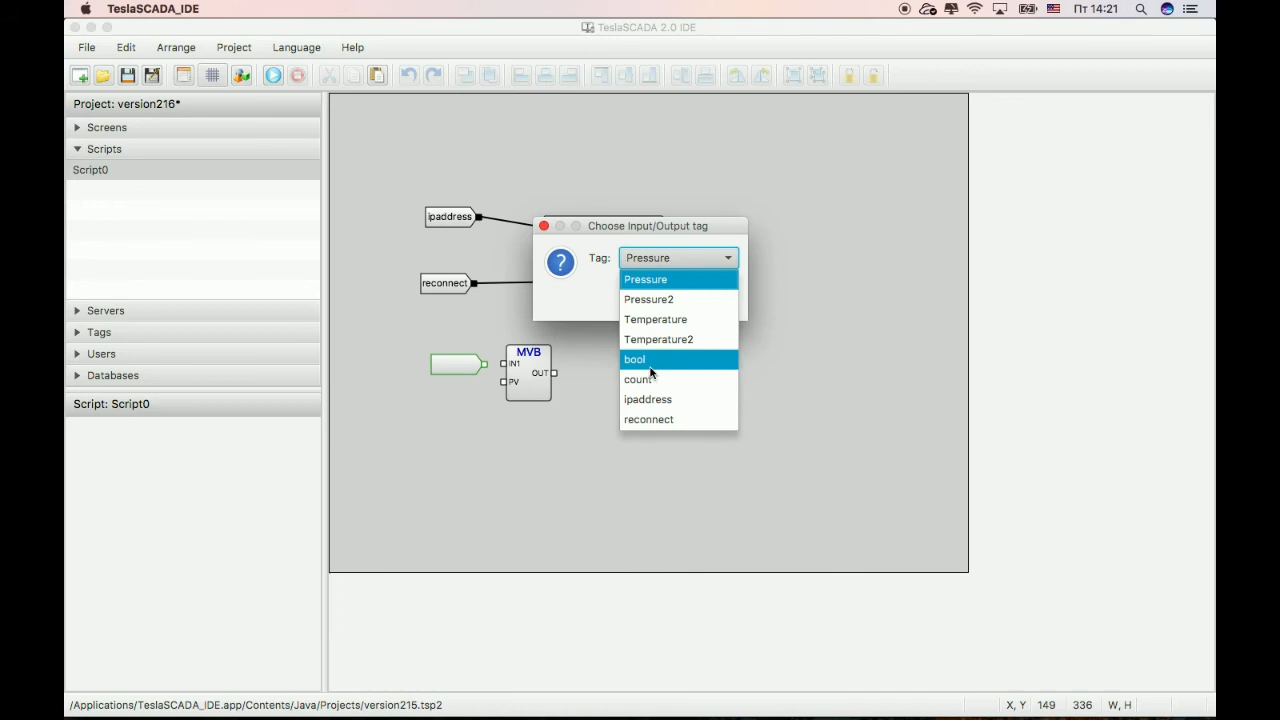 TeslaSCADA_IDE
Пт 14:21
TeslaSCADA 2.0 IDE
File Edit Arrange Project Language Help
Project: version216*
Screens
Scripts
Script0
Servers
Tags
Users
Databases
Script: Script0
ipaddress
reconnect
MVB
IN1
OUT
PV
Choose Input/Output tag
Tag: Pressure
Pressure
Pressure2
Temperature
Temperature2
bool
count
ipaddress
reconnect
/Applications/TeslaSCADA_IDE.app/Contents/Java/Projects/version215.tsp2
X, Y 149 336 W, H